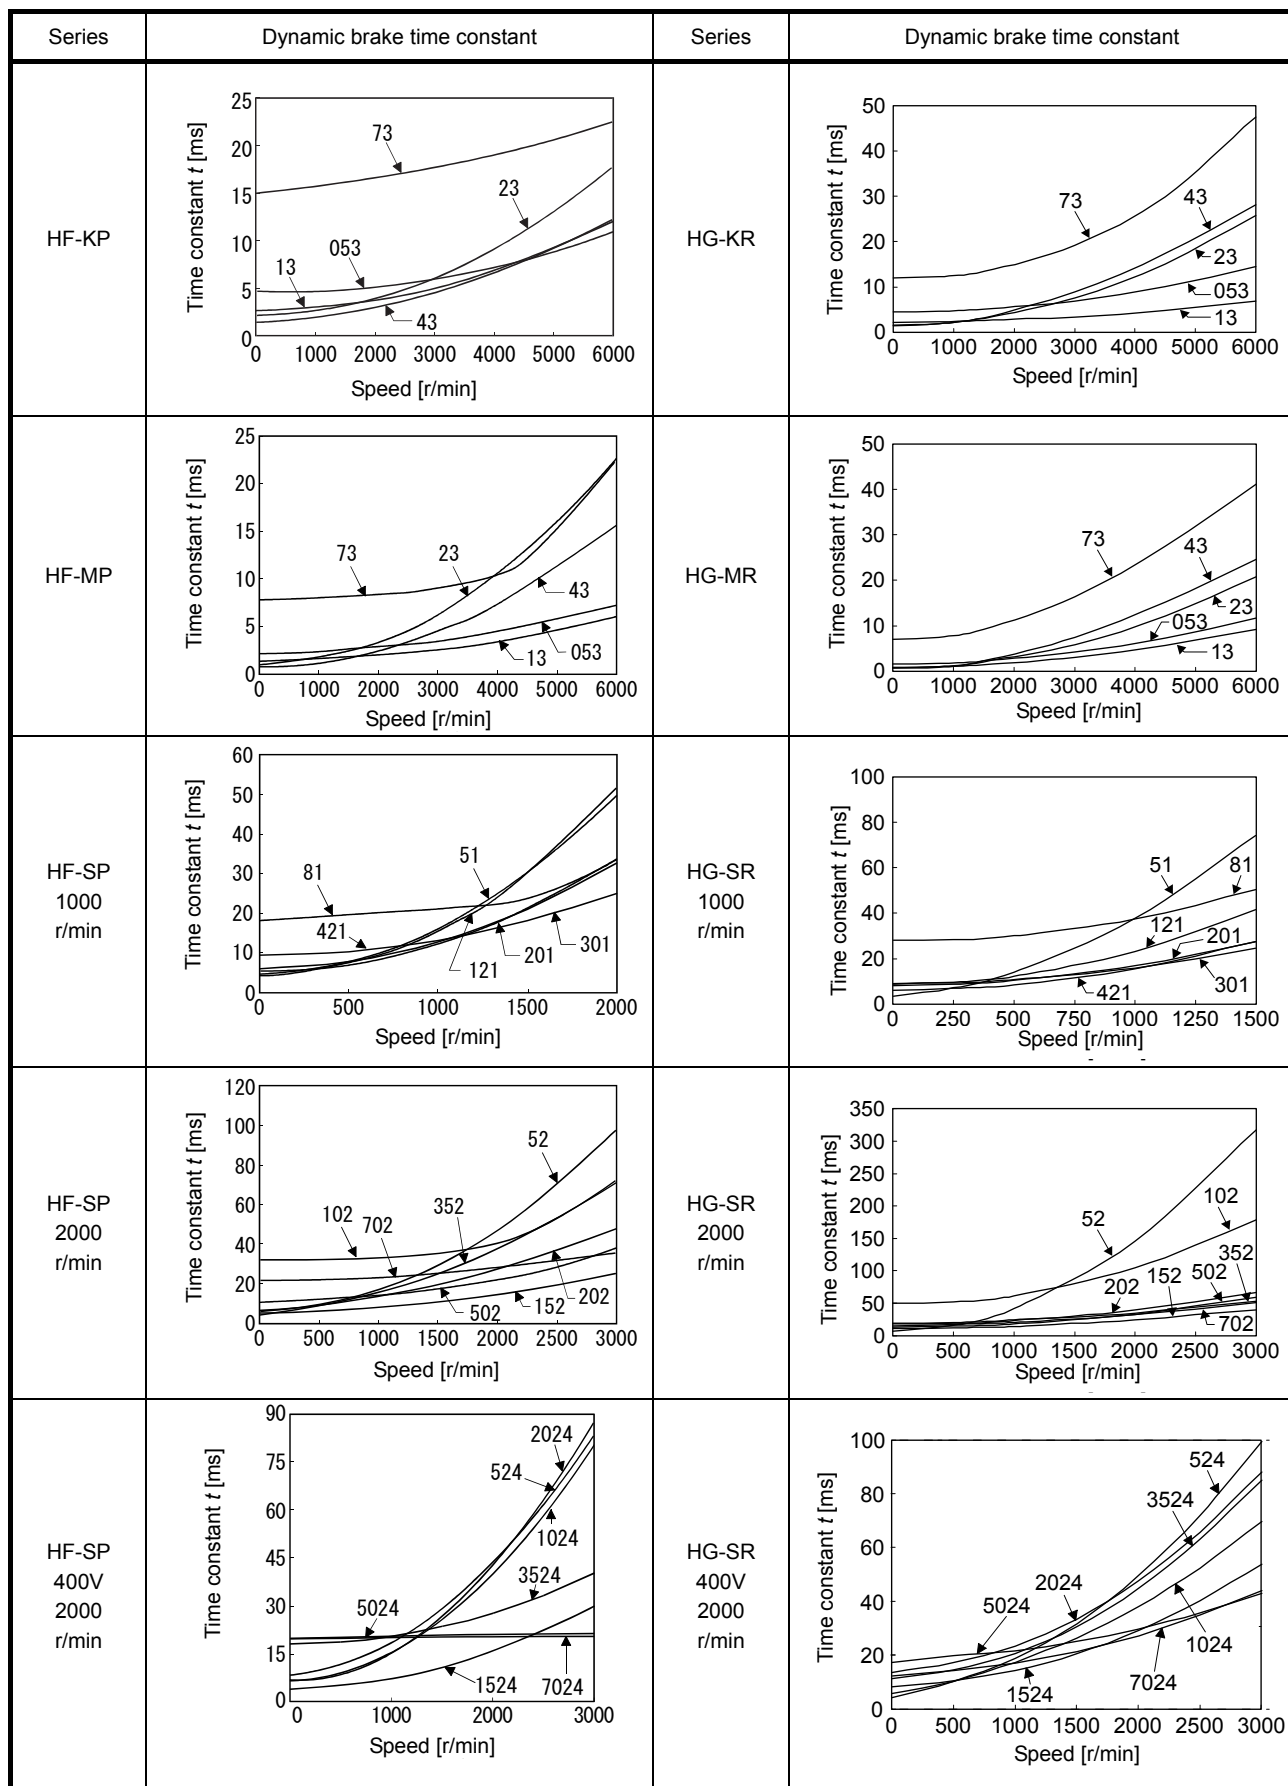 Series Dynamic brake time constant Series Dynamic brake time constant
HF-KP
Time constant t [ms]
25
20
15
10
5
0
73
23
053
13
43
0 1000 2000 3000 4000 5000 6000
Speed [r/min]
HG-KR
Time constant t [ms]
50
40
30
20
10
0
73
43
23
053
13
0 1000 2000 3000 4000 5000 6000
Speed [r/min]
HF-MP
Time constant t [ms]
25
20
15
10
5
0
73
23
43
053
13
0 1000 2000 3000 4000 5000 6000
Speed [r/min]
HG-MR
Time constant t [ms]
50
40
30
20
10
0
73
43
23
053
13
0 1000 2000 3000 4000 5000 6000
Speed [r/min]
HF-SP
1000
r/min
Time constant t [ms]
60
50
40
30
20
10
0
51
81
421
121
201
301
0 500 1000 1500 2000
Speed [r/min]
HG-SR
1000
r/min
Time constant t [ms]
100
80
60
40
20
0
51
81
121
201
301
421
0 250 500 750 1000 1250 1500
Speed [r/min]
HF-SP
2000
r/min
Time constant t [ms]
120
100
80
60
40
20
0
52
102
702
352
502
152
202
0 500 1000 1500 2000 2500 3000
Speed [r/min]
HG-SR
2000
r/min
Time constant t [ms]
350
300
250
200
150
100
50
0
52
102
352
502
152
202
702
0 500 1000 1500 2000 2500 3000
Speed [r/min]
HF-SP
400V
2000
r/min
Time constant t [ms]
90
75
60
45
30
15
0
2024
524
1024
3524
5024
1524
7024
0 1000 2000 3000
Speed [r/min]
HG-SR
400V
2000
r/min
Time constant t [ms]
100
80
60
40
20
0
524
3524
2024
5024
1024
7024
1524
0 500 1000 1500 2000 2500 3000
Speed [r/min]